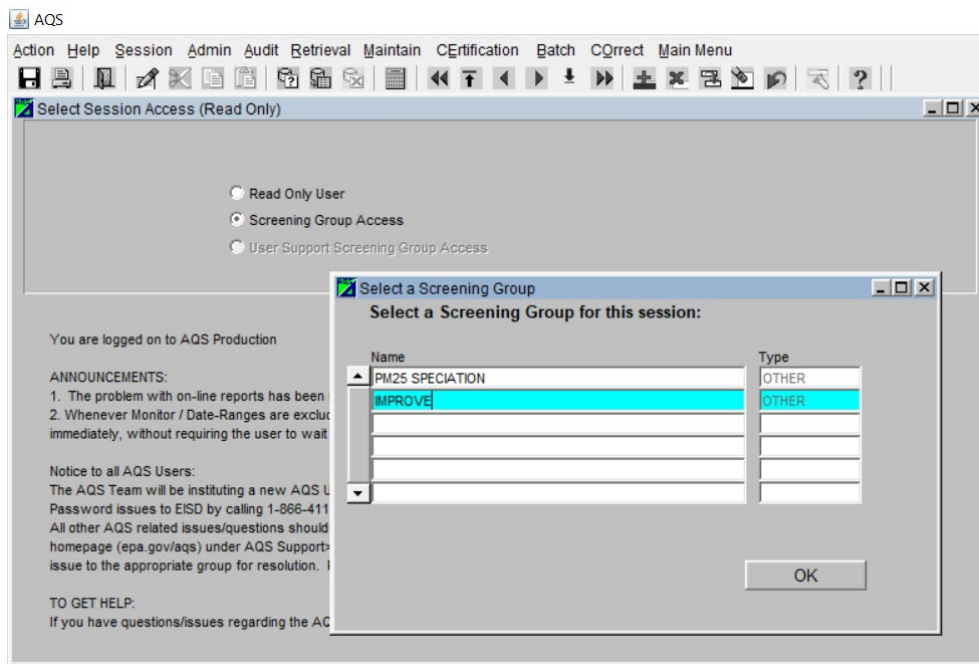 AQS
Action Help Session Admin Audit Retrieval Maintain CErtification Batch COrrect Main Menu
Select Session Access (Read Only)
Read Only User
Screening Group Access
User Support Screening Group Access
Select a Screening Group
Select a Screening Group for this session:
Name Type
PM25 SPECIATION OTHER
IMPROVE OTHER
OK
You are logged on to AQS Production
ANNOUNCEMENTS:
1. The problem with on-line reports has been
2. Whenever Monitor / Date-Ranges are exclud
immediately, without requiring the user to wait
Notice to all AQS Users:
The AQS Team will be instituting a new AQS U
Password issues to EISD by calling 1-866-411
All other AQS related issues/questions should
homepage (epa.gov/aqs) under AQS Support>
issue to the appropriate group for resolution.
TO GET HELP:
If you have questions/issues regarding the AQ